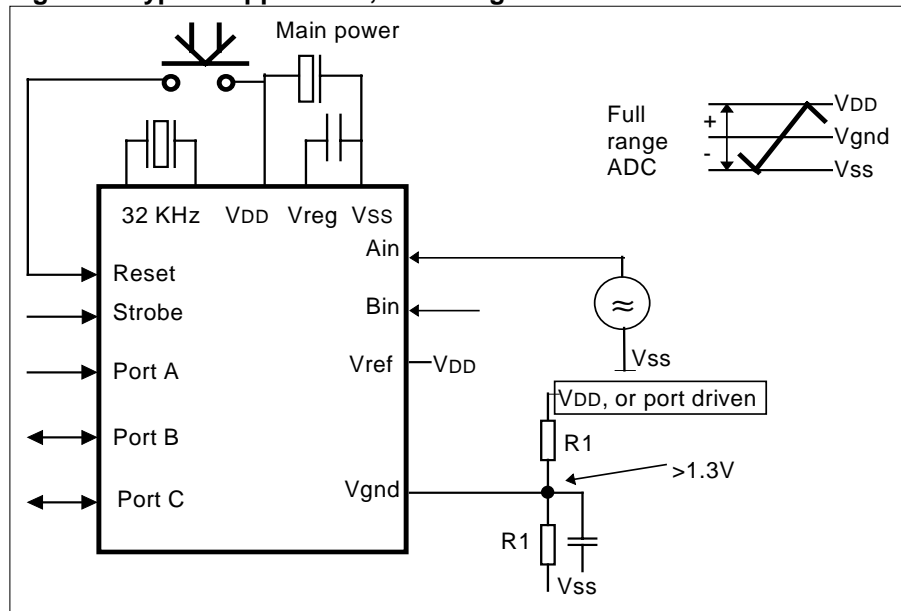 Main power
Full
range
ADC
+
-
VDD
Vgnd
Vss
32 KHz VDD Vreg VSS
Ain
Reset
Bin
Strobe
≈
Vref
VDD
Vss
Port A
VDD, or port driven
Port B
R1
>1.3V
Vgnd
Port C
R1
Vss